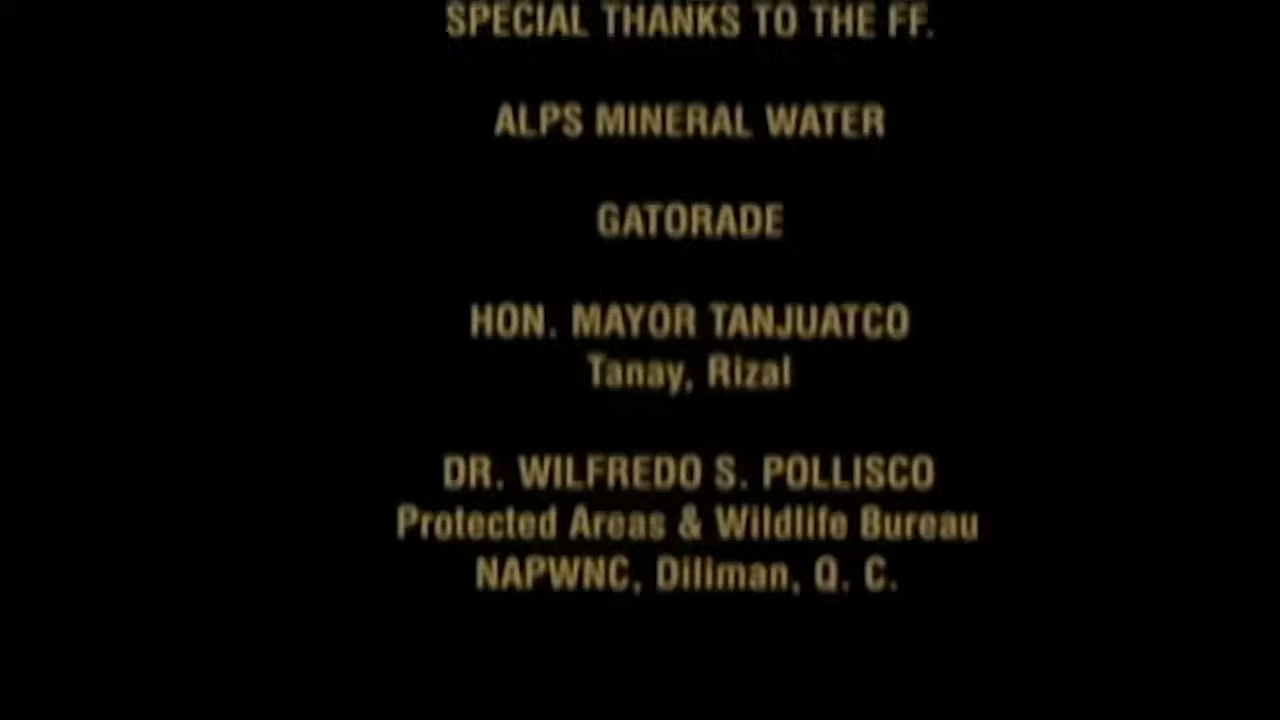 SPECIAL THANKS TO THE FF.
ALPS MINERAL WATER
GATORADE
HON. MAYOR TANJUATCO
Tanay, Rizal
DR. WILFREDO S. POLLISCO
Protected Areas & Wildlife Bureau
NAPWNC, Diliman, Q. C.